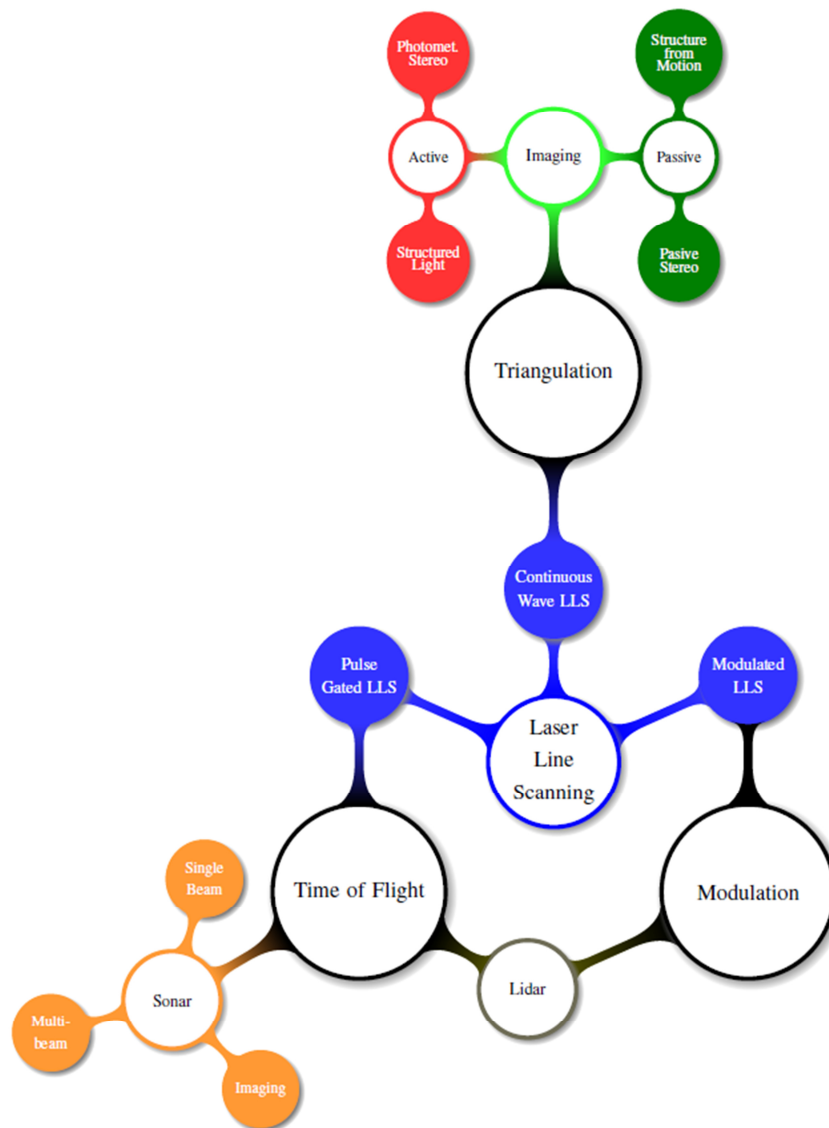 Photomet.
Stereo
Structure
from
Motion
Active
Imaging
Passive
Structured
Light
Pasive
Stereo
Triangulation
Continuous
Wave LLS
Pulse
Gated LLS
Modulated
LLS
Laser
Line
Scanning
Single
Beam
Time of Flight
Modulation
Sonar
Lidar
Multi-
beam
Imaging